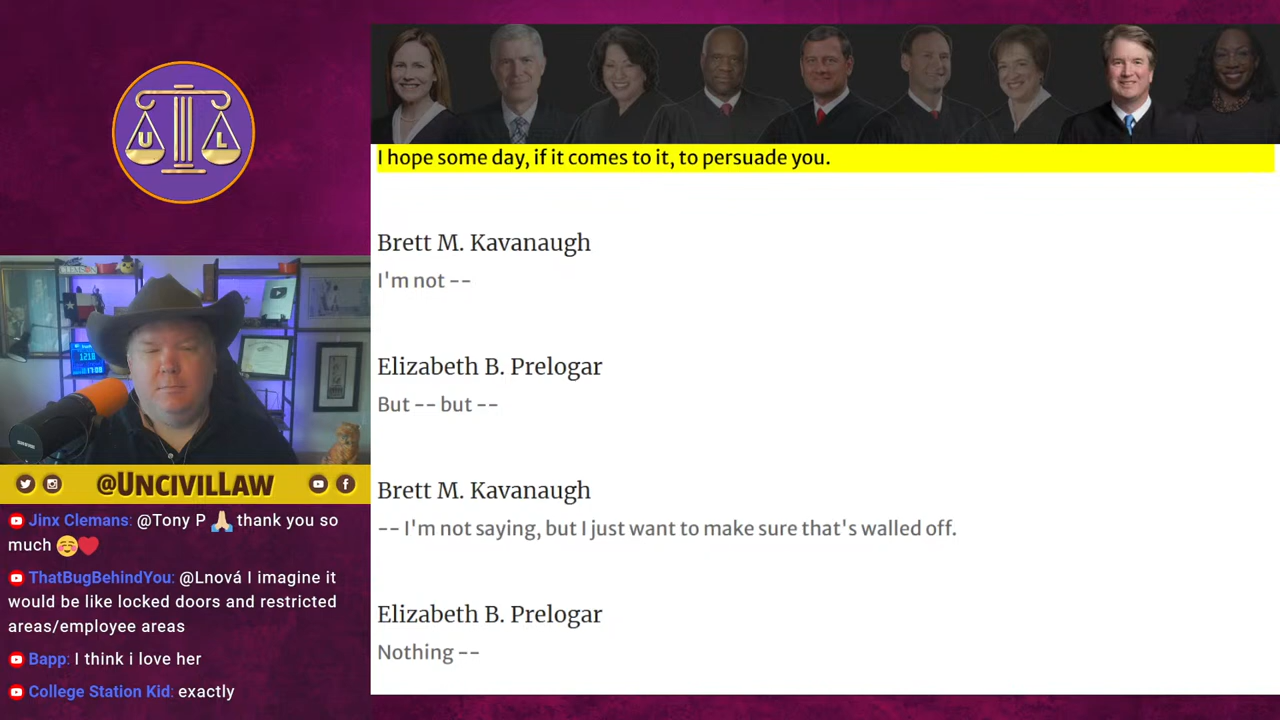 U L
I hope some day, if it comes to it, to persuade you.
Brett M. Kavanaugh
I'm not --
Elizabeth B. Prelogar
But -- but --
Brett M. Kavanaugh
-- I'm not saying, but I just want to make sure that's walled off.
Elizabeth B. Prelogar
Nothing --
@UNCIVILLAW
Jinx Clemans: @Tony P 🙏🏻 thank you so
much ☺️❤️
ThatBugBehindYou: @Lnová I imagine it
would be like locked doors and restricted
areas/employee areas
Bapp: I think i love her
College Station Kid: exactly